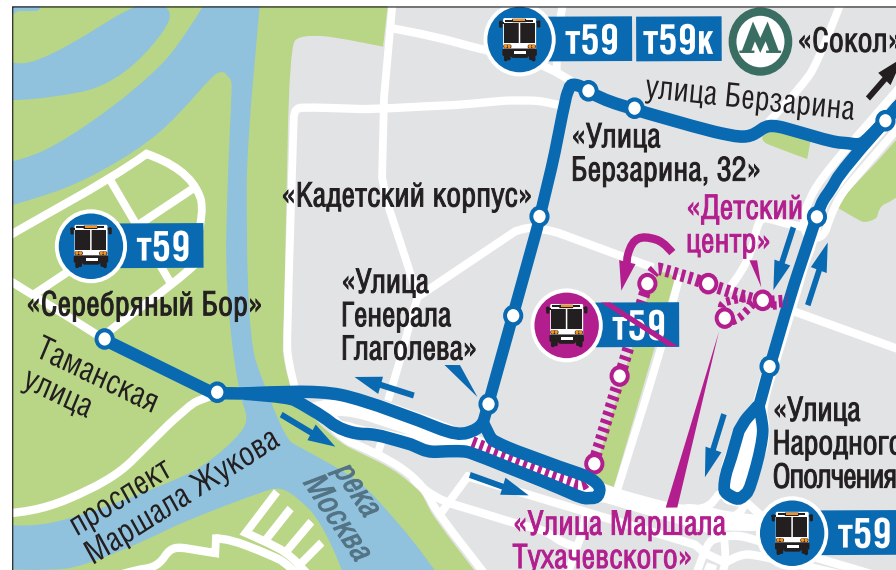 т59 т59к М «Сокол»
улица Берзарина
«Улица
Берзарина, 32»
«Кадетский корпус»
«Детский
центр»
т59
«Серебряный Бор»
«Улица
Генерала
Глаголева»
т59
Таманская
улица
«Улица
Народного
Ополчения
проспект
Маршала Жукова
река
Москва
«Улица Маршала
Тухачевского»
т59